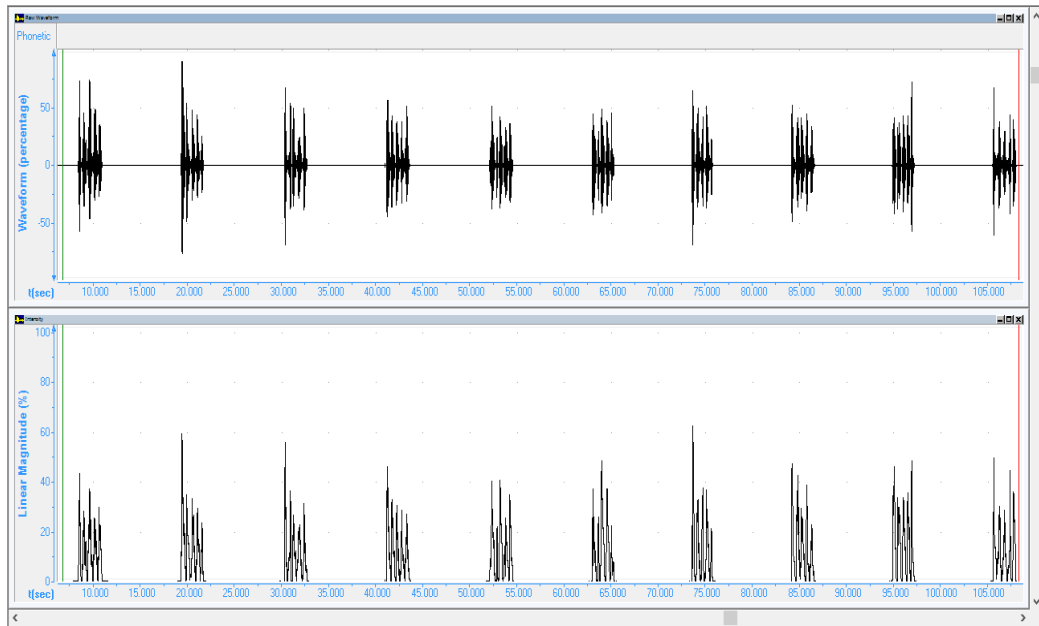 Raw Waveform
Phonetic
Waveform (percentage)
50
0
-50
t(sec) 10.000 15.000 20.000 25.000 30.000 35.000 40.000 45.000 50.000 55.000 60.000 65.000 70.000 75.000 80.000 85.000 90.000 95.000 100.000 105.000
Intensity
Linear Magnitude (%)
100
80
60
40
20
0
t(sec) 10.000 15.000 20.000 25.000 30.000 35.000 40.000 45.000 50.000 55.000 60.000 65.000 70.000 75.000 80.000 85.000 90.000 95.000 100.000 105.000